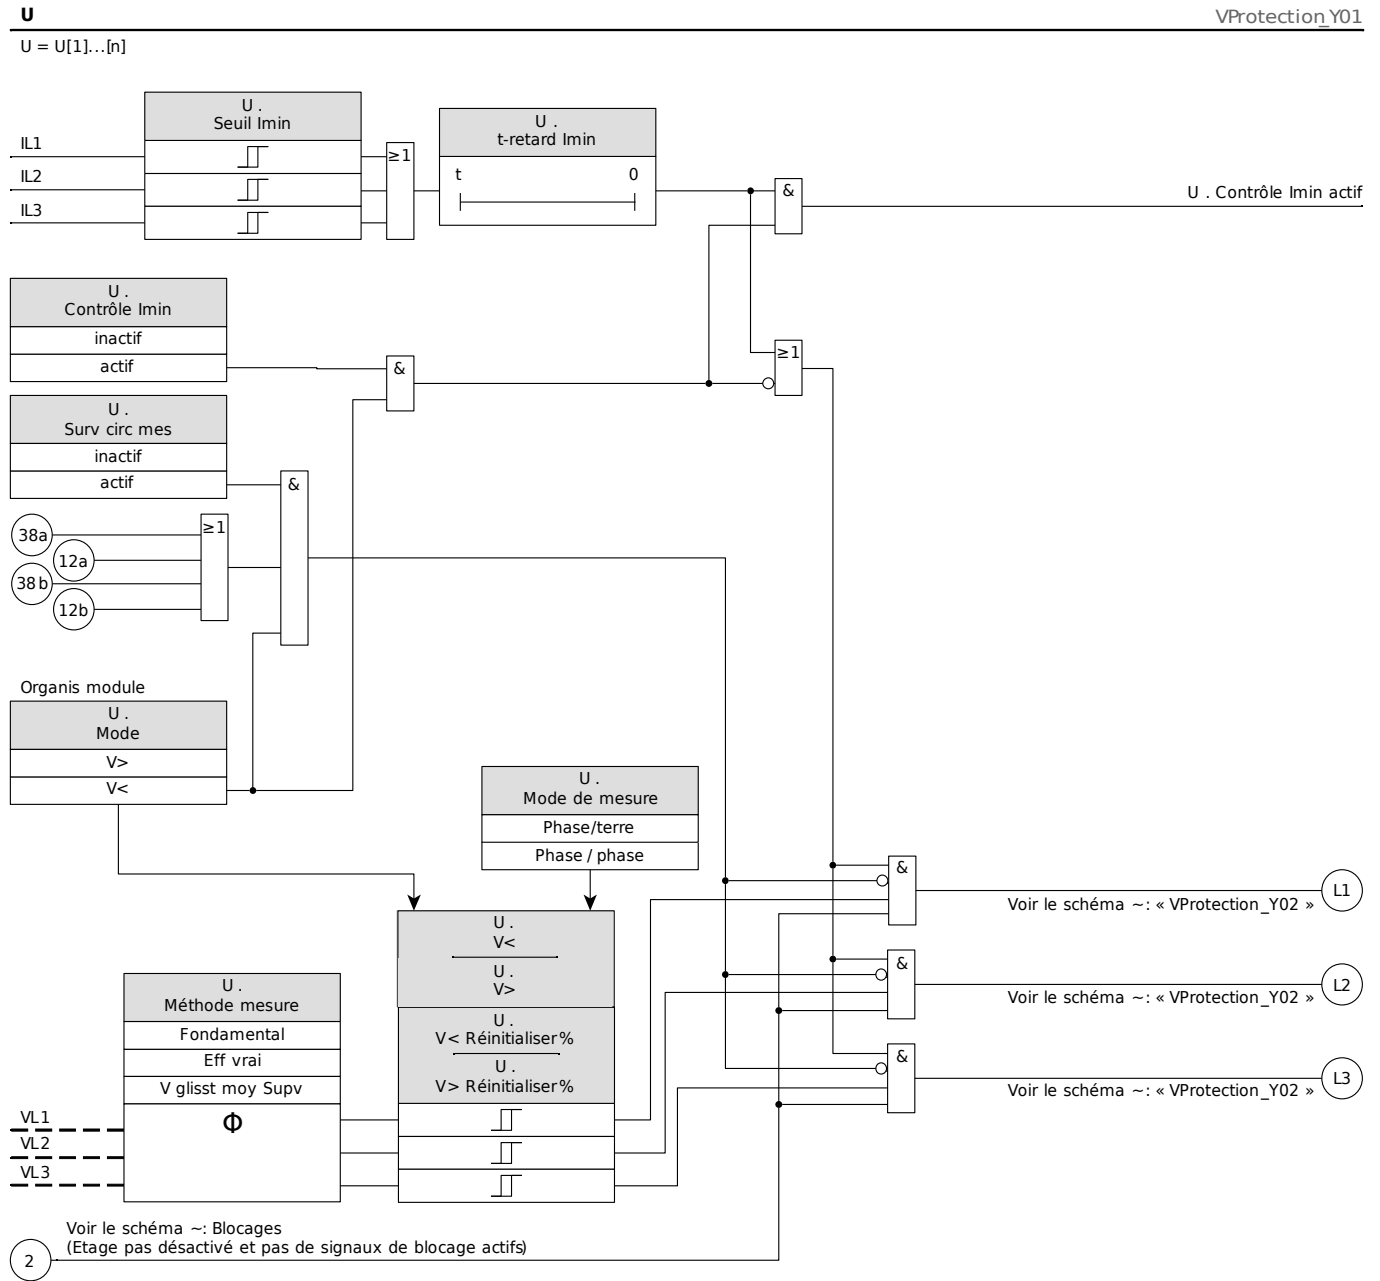 U
VProtection_Y01
U = U[1]…[n]
U .
Seuil Imin
IL1
IL2
IL3
≥1
U .
t-retard Imin
t
0
&
U . Contrôle Imin actif
U .
Contrôle Imin
inactif
actif
&
≥1
U .
Surv circ mes
inactif
actif
&
≥1
38a
12a
38b
12b
Organis module
U .
Mode
V>
V<
U .
Mode de mesure
Phase/terre
Phase / phase
&
L1
Voir le schéma ~: « VProtection_Y02 »
U .
V<
U .
V>
U .
V< Réinitialiser%
U .
V> Réinitialiser%
&
L2
Voir le schéma ~: « VProtection_Y02 »
U .
Méthode mesure
Fondamental
Eff vrai
V glisst moy Supv
Φ
&
L3
Voir le schéma ~: « VProtection_Y02 »
VL1
VL2
VL3
Voir le schéma ~: Blocages
(Etage pas désactivé et pas de signaux de blocage actifs)
2